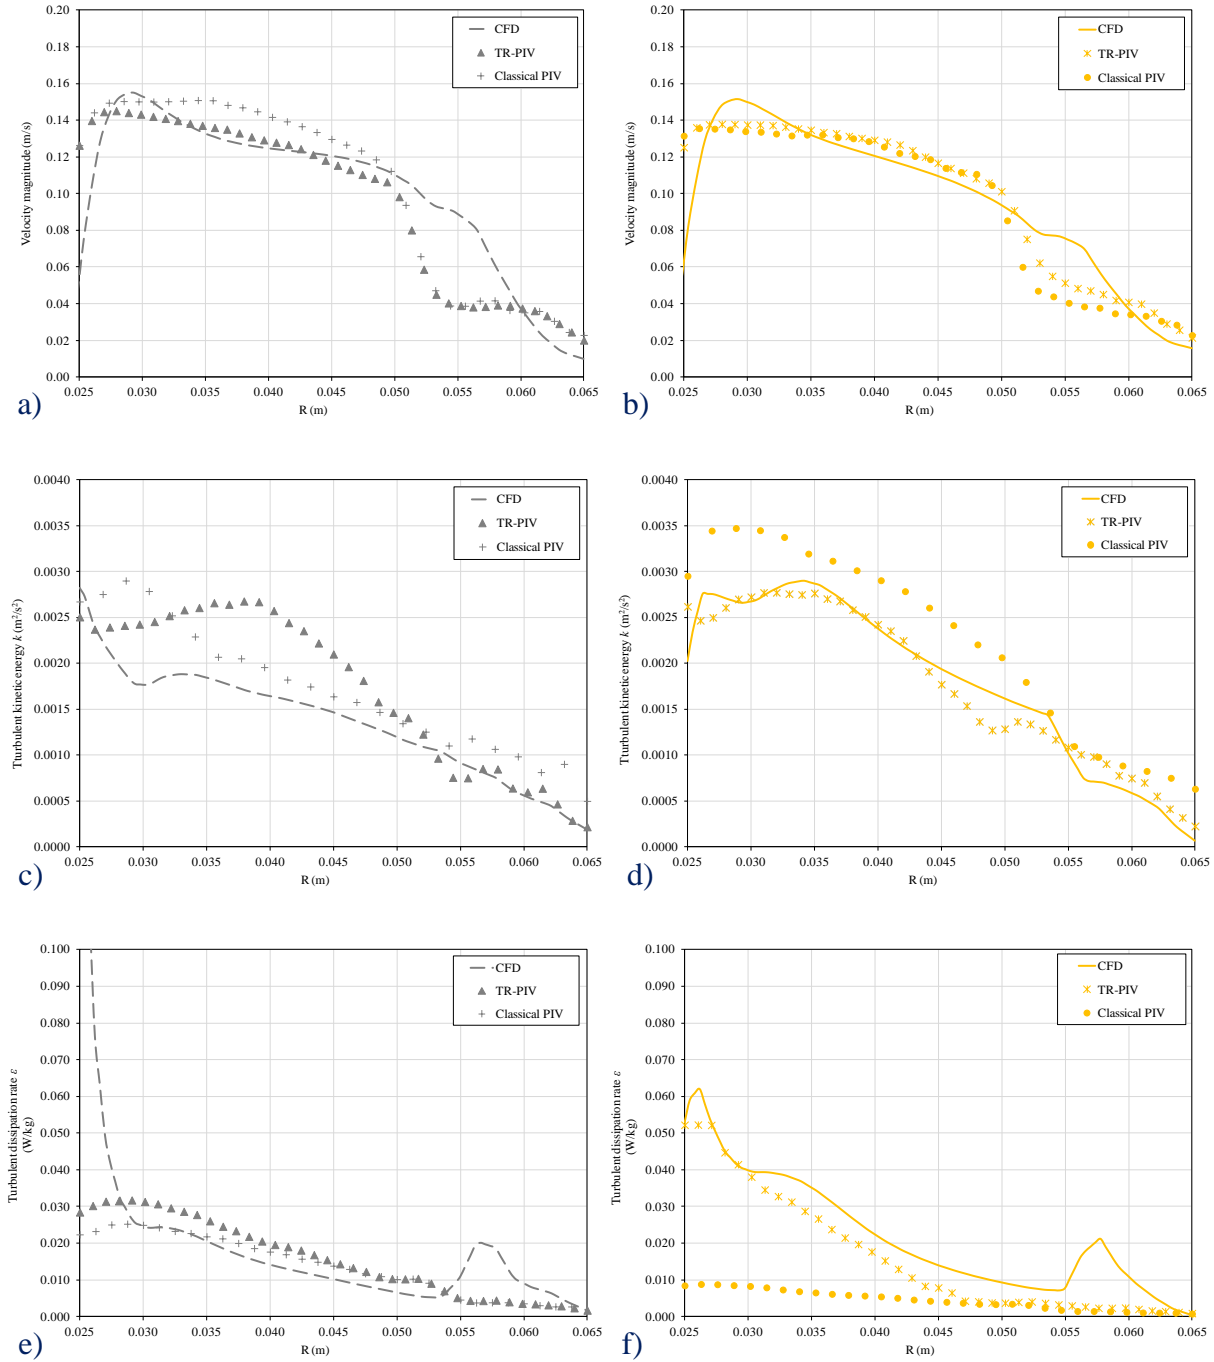 0.20
0.18
0.16
0.14
0.12
0.10
0.08
0.06
0.04
0.02
0.00
Velocity magnitude (m/s)
CFD
TR-PIV
Classical PIV
0.025 0.030 0.035 0.040 0.045 0.050 0.055 0.060 0.065
R (m)
a)
0.20
0.18
0.16
0.14
0.12
0.10
0.08
0.06
0.04
0.02
0.00
Velocity magnitude (m/s)
CFD
TR-PIV
Classical PIV
0.025 0.030 0.035 0.040 0.045 0.050 0.055 0.060 0.065
R (m)
b)
0.0040
0.0035
0.0030
0.0025
0.0020
0.0015
0.0010
0.0005
0.0000
Tturbulent kinetic energy k (m²/s²)
CFD
TR-PIV
Classical PIV
0.025 0.030 0.035 0.040 0.045 0.050 0.055 0.060 0.065
R (m)
c)
0.0040
0.0035
0.0030
0.0025
0.0020
0.0015
0.0010
0.0005
0.0000
Tturbulent kinetic energy k (m²/s²)
CFD
TR-PIV
Classical PIV
0.025 0.030 0.035 0.040 0.045 0.050 0.055 0.060 0.065
R (m)
d)
0.100
0.090
0.080
0.070
0.060
0.050
0.040
0.030
0.020
0.010
0.000
Turbulent dissipation rate ε
(W/kg)
CFD
TR-PIV
Classical PIV
0.025 0.030 0.035 0.040 0.045 0.050 0.055 0.060 0.065
R (m)
e)
0.100
0.090
0.080
0.070
0.060
0.050
0.040
0.030
0.020
0.010
0.000
Turbulent dissipation rate ε
(W/kg)
CFD
TR-PIV
Classical PIV
0.025 0.030 0.035 0.040 0.045 0.050 0.055 0.060 0.065
R (m)
f)